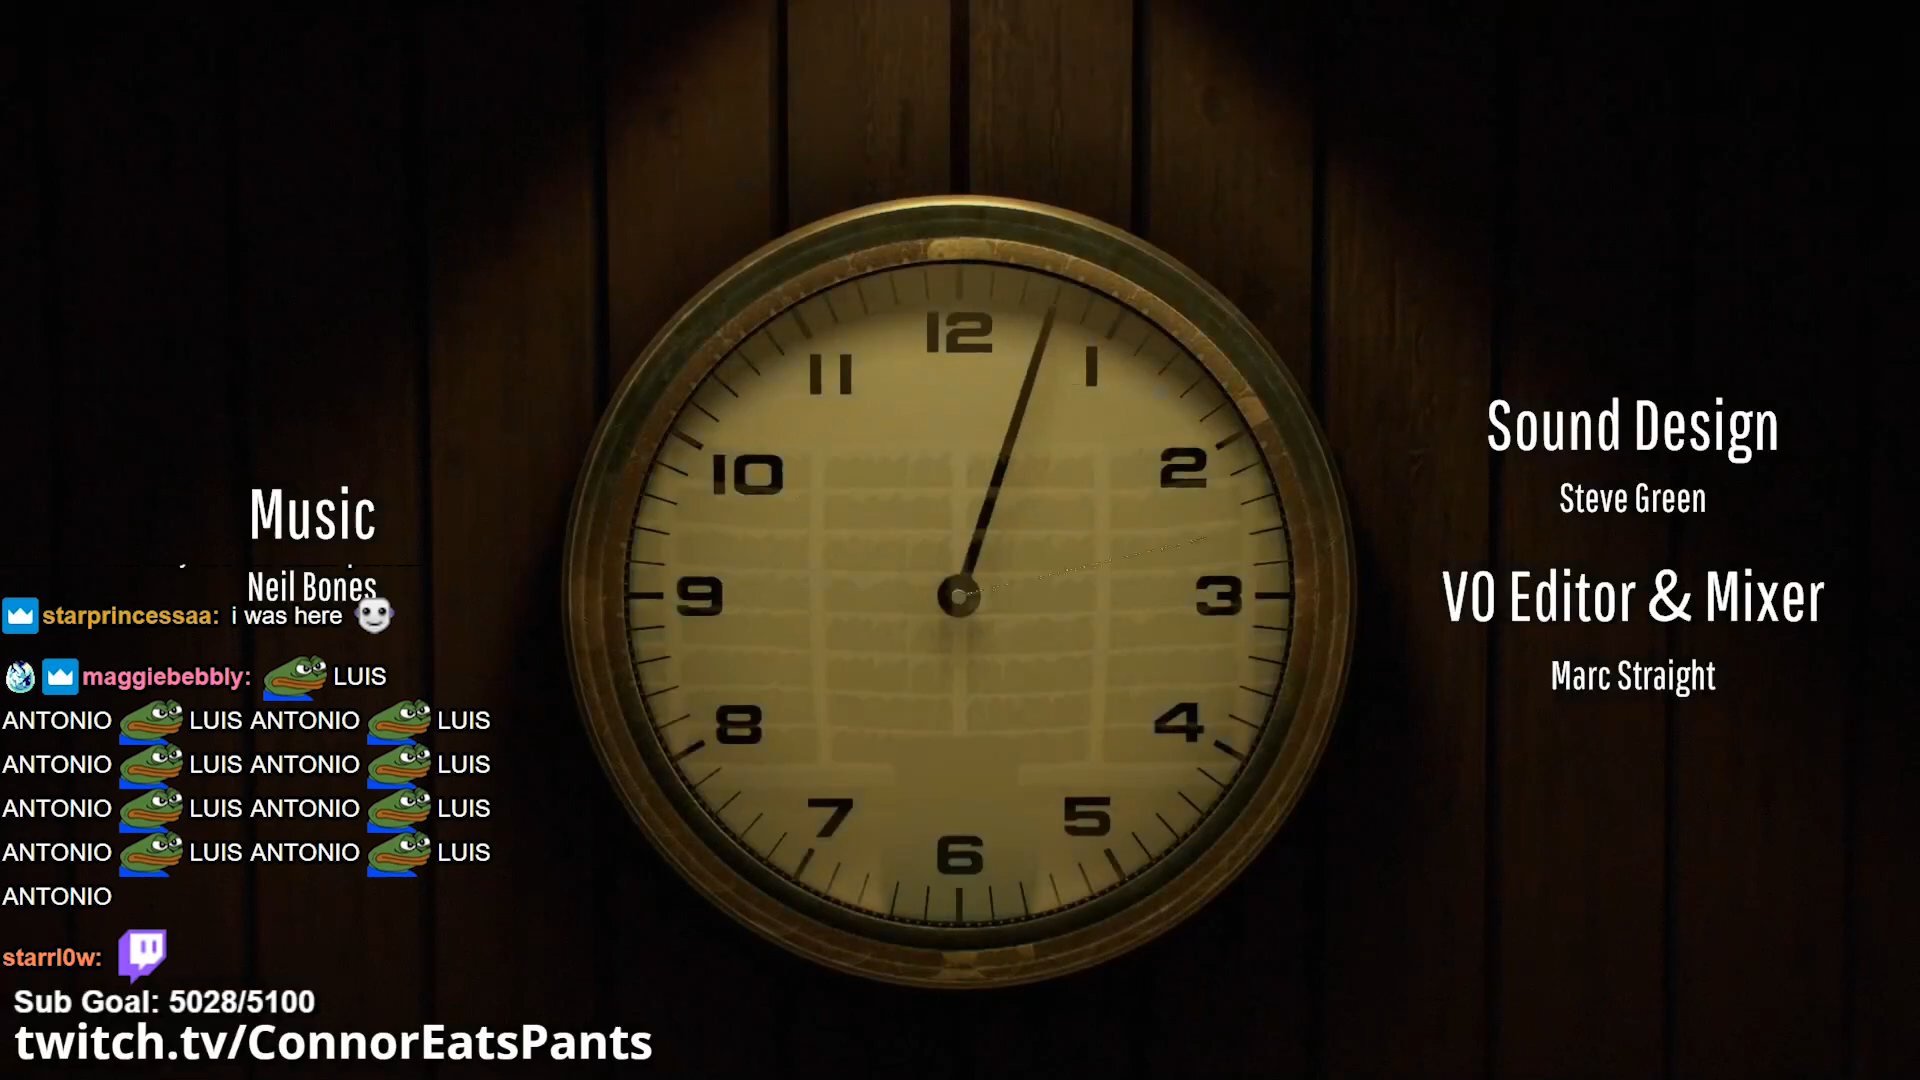 12
11
1
10
2
9
3
8
4
7
5
6
Music
Neil Bones
Sound Design
Steve Green
VO Editor & Mixer
Marc Straight
starprincessaa: i was here
maggiebebbly: LUIS
ANTONIO LUIS ANTONIO LUIS
ANTONIO LUIS ANTONIO LUIS
ANTONIO LUIS ANTONIO LUIS
ANTONIO LUIS ANTONIO LUIS
ANTONIO
starrl0w:
Sub Goal: 5028/5100
twitch.tv/ConnorEatsPants